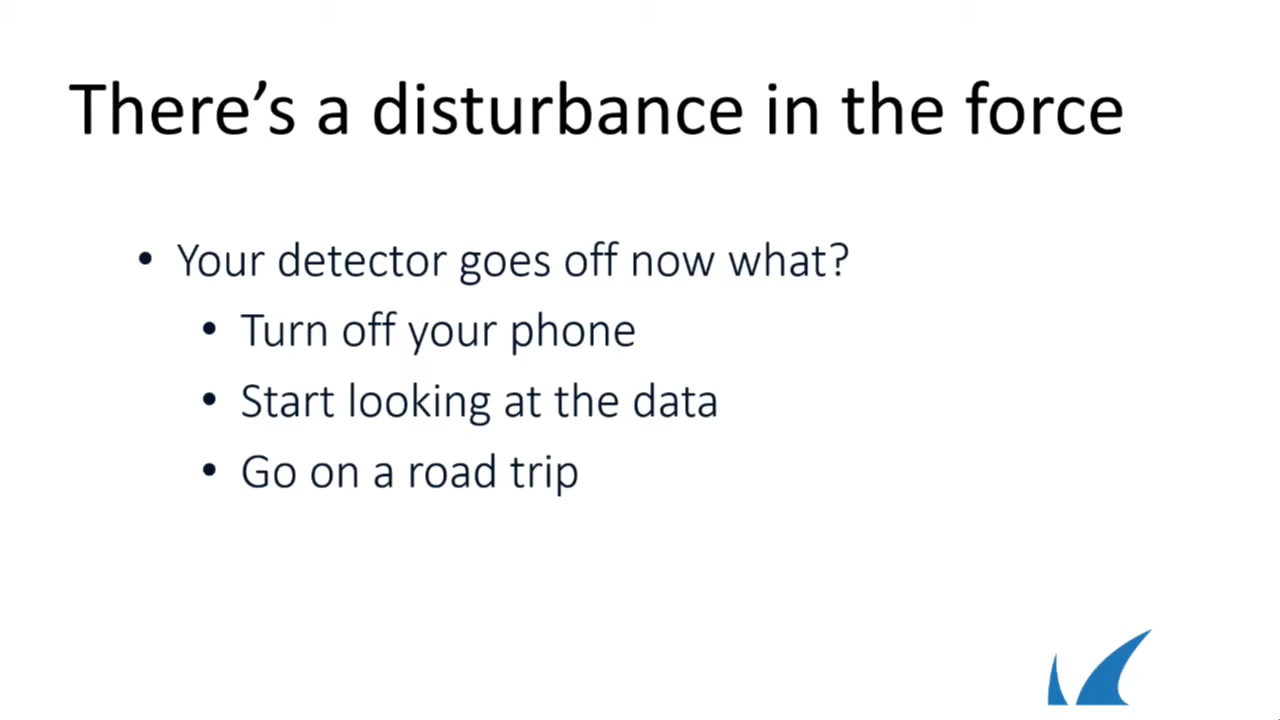 There’s a disturbance in the force
• Your detector goes off now what?
• Turn off your phone
• Start looking at the data
• Go on a road trip